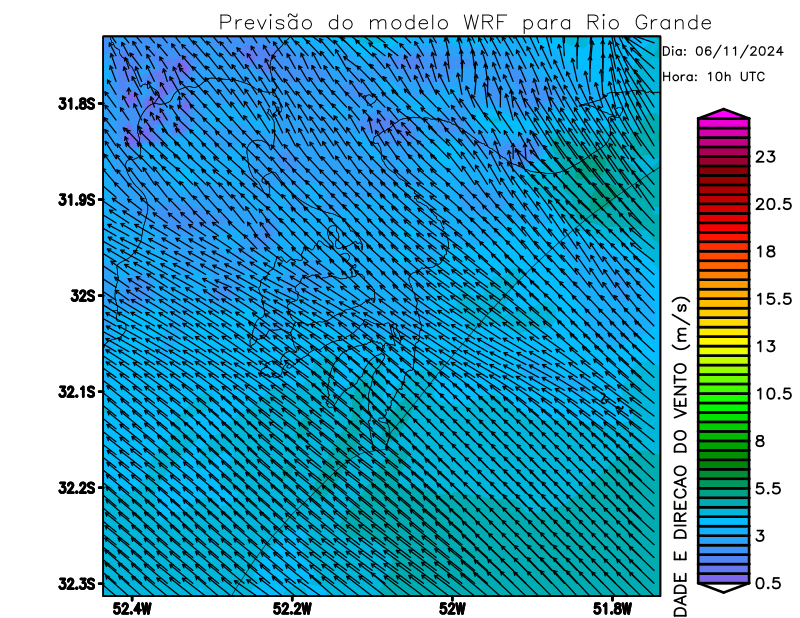 Previsão do modelo WRF para Rio Grande
Dia: 06/11/2024
Hora: 10h UTC
31.8S
31.9S
32S
32.1S
32.2S
32.3S
52.4W
52.2W
52W
51.8W
DADE E DIRECAO DO VENTO (m/s)
23
20.5
18
15.5
13
10.5
8
5.5
3
0.5